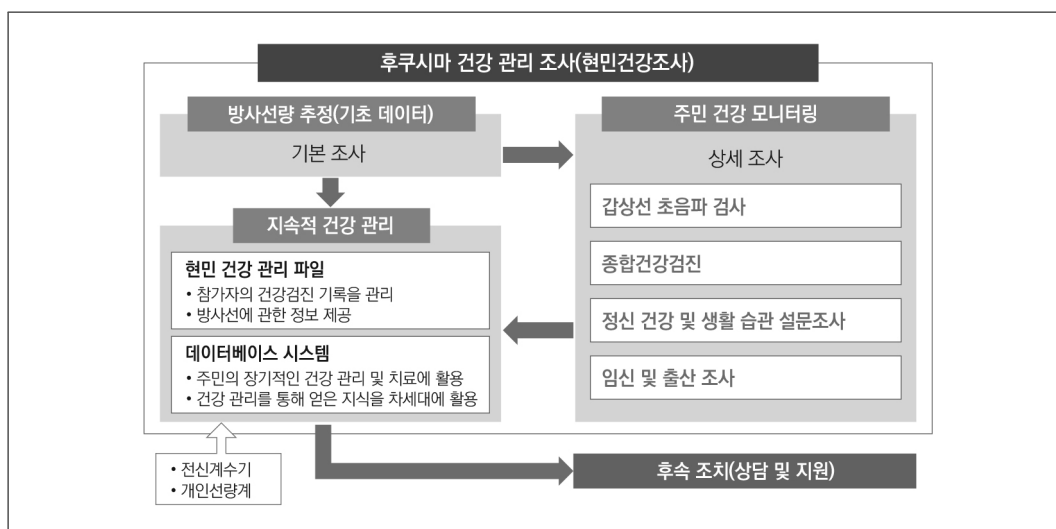 후쿠시마 건강 관리 조사(현민건강조사)
방사선량 추정(기초 데이터)
기본 조사
주민 건강 모니터링
상세 조사
갑상선 초음파 검사
종합건강검진
정신 건강 및 생활 습관 설문조사
임신 및 출산 조사
지속적 건강 관리
현민 건강 관리 파일
• 참가자의 건강검진 기록을 관리
• 방사선에 관한 정보 제공
데이터베이스 시스템
• 주민의 장기적인 건강 관리 및 치료에 활용
• 건강 관리를 통해 얻은 지식을 차세대에 활용
• 전신계수기
• 개인선량계
후속 조치(상담 및 지원)